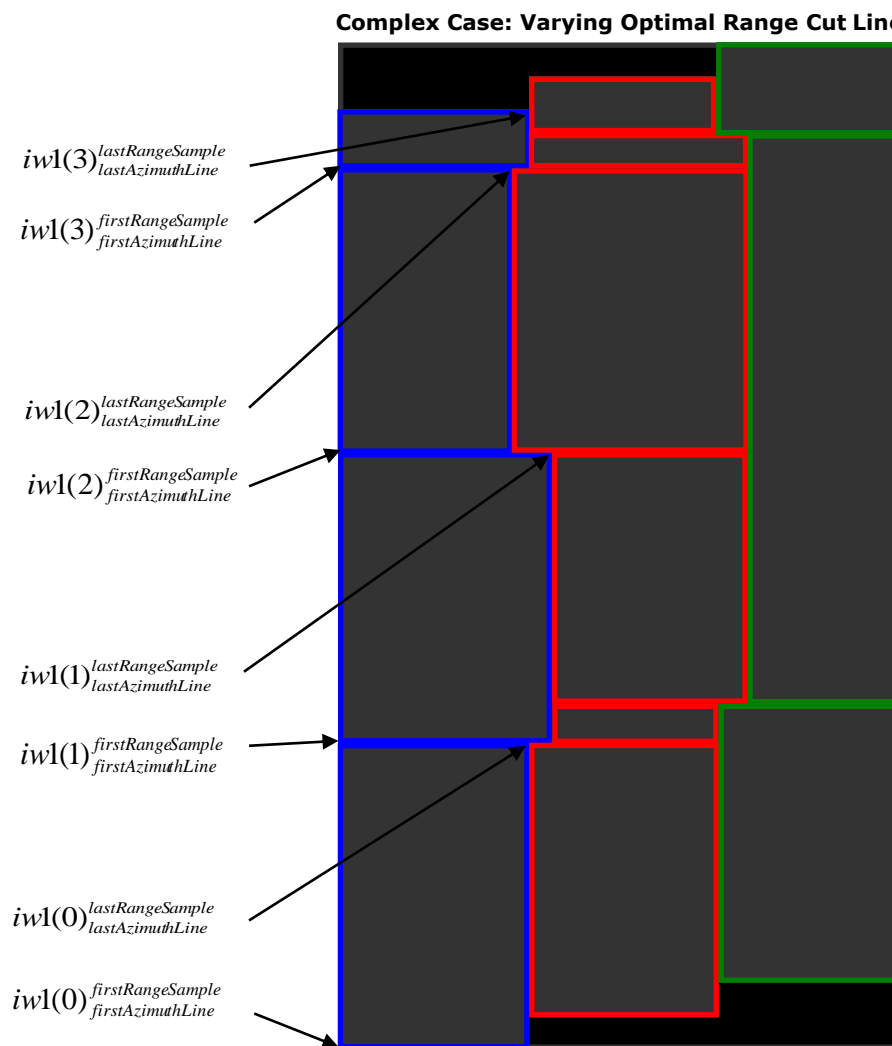 Complex Case: Varying Optimal Range Cut Line
iw1(3) lastRangeSample
lastAzimuthLine
iw1(3) firstRangeSample
firstAzimuthLine
iw1(2) lastRangeSample
lastAzimuthLine
iw1(2) firstRangeSample
firstAzimuthLine
iw1(1) lastRangeSample
lastAzimuthLine
iw1(1) firstRangeSample
firstAzimuthLine
iw1(0) lastRangeSample
lastAzimuthLine
iw1(0) firstRangeSample
firstAzimuthLine